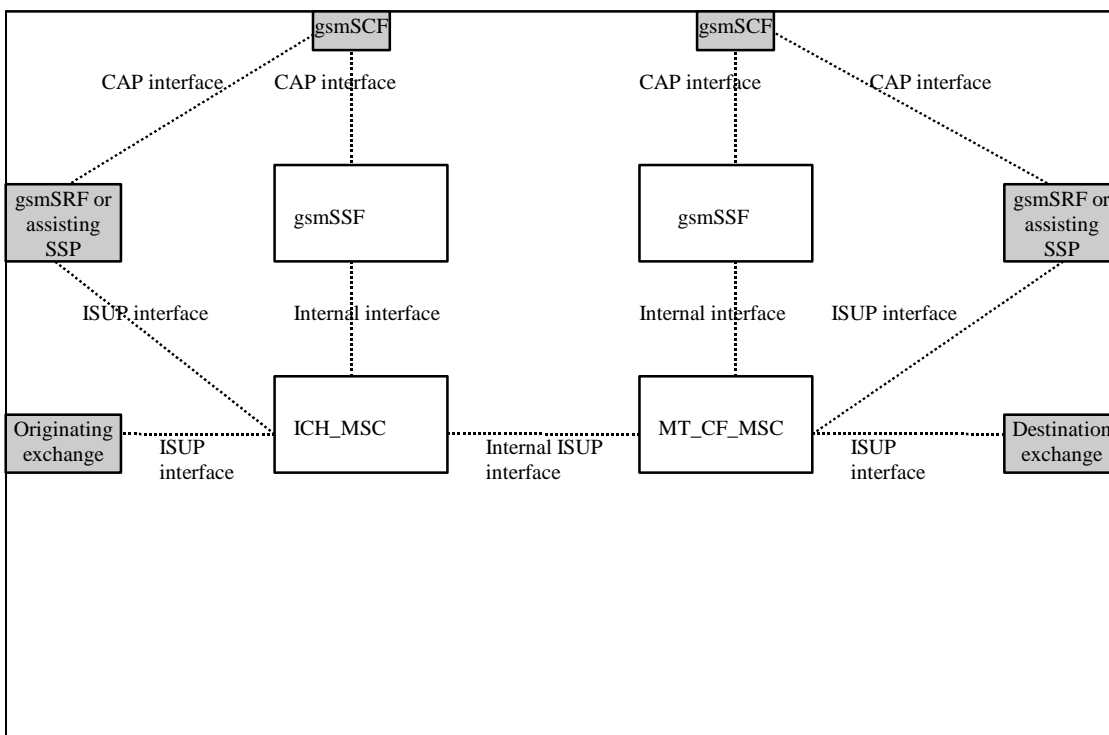 gsmSCF
gsmSCF
CAP interface
CAP interface
CAP interface
CAP interface
gsmSRF or
assisting
SSP
gsmSSF
gsmSSF
gsmSRF or
assisting
SSP
ISUP interface
Internal interface
Internal interface
ISUP interface
Originating
exchange
ISUP
interface
ICH_MSC
Internal ISUP
interface
MT_CF_MSC
ISUP
interface
Destination
exchange